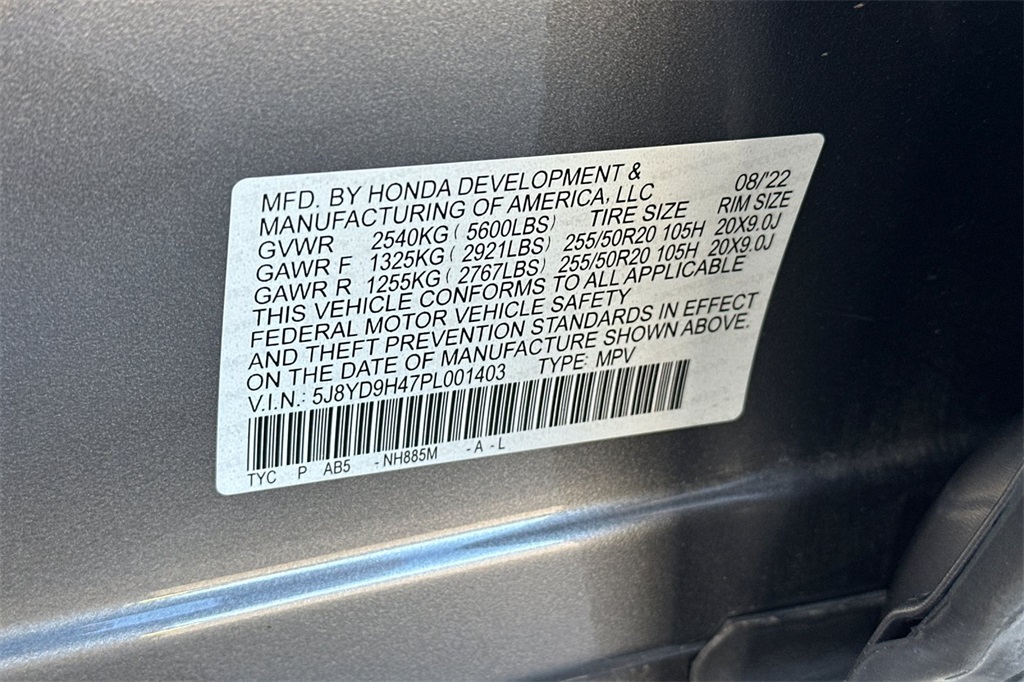 MFD. BY HONDA DEVELOPMENT &
MANUFACTURING OF AMERICA, LLC 08/'22
GVWR 2540KG ( 5600LBS) TIRE SIZE RIM SIZE
GAWR F 1325KG ( 2921LBS) 255/50R20 105H 20X9.0J
GAWR R 1255KG ( 2767LBS) 255/50R20 105H 20X9.0J
THIS VEHICLE CONFORMS TO ALL APPLICABLE
FEDERAL MOTOR VEHICLE SAFETY
AND THEFT PREVENTION STANDARDS IN EFFECT
ON THE DATE OF MANUFACTURE SHOWN ABOVE.
V.I.N.: 5J8YD9H47PL001403 TYPE: MPV
TYC P AB5 -NH885M -A -L